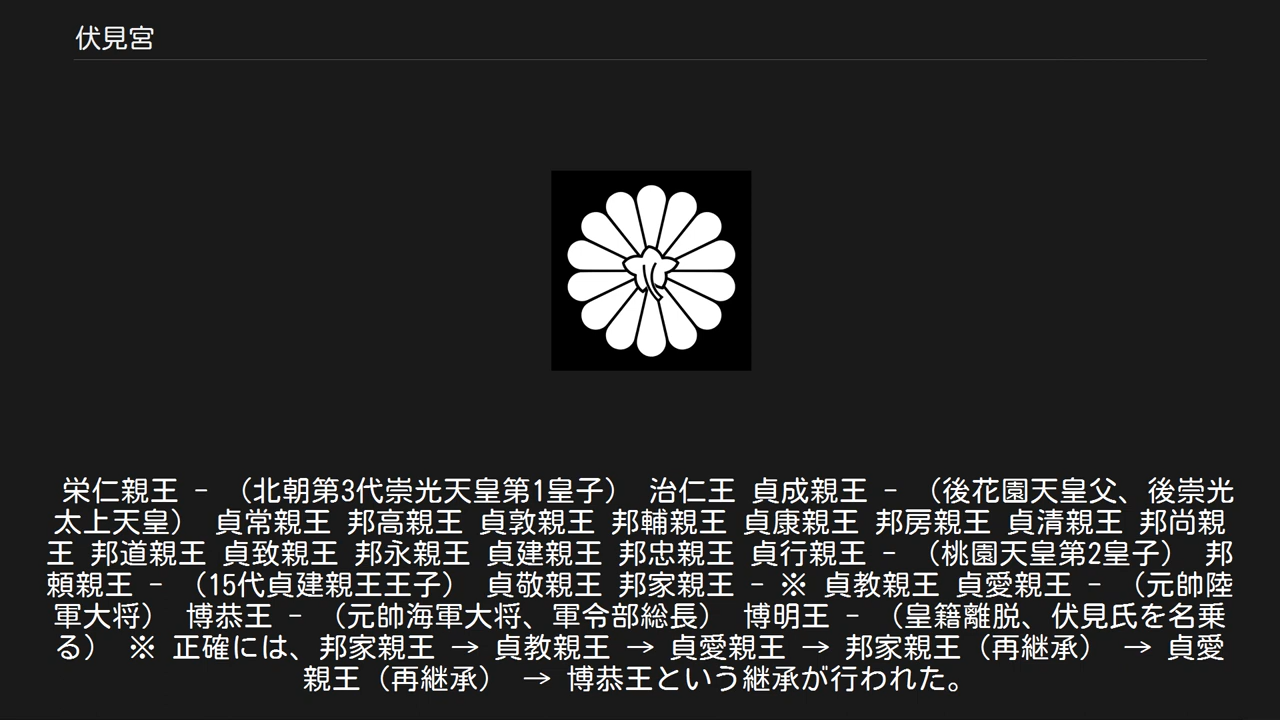 伏見宮
栄仁親王 - （北朝第3代崇光天皇第1皇子） 治仁王 貞成親王 - （後花園天皇父、後崇光
太上天皇） 貞常親王 邦高親王 貞敦親王 邦輔親王 貞康親王 邦房親王 貞清親王 邦尚親
王 邦道親王 貞致親王 邦永親王 貞建親王 邦忠親王 貞行親王 - （桃園天皇第2皇子） 邦
頼親王 - （15代貞建親王王子） 貞敬親王 邦家親王 - ※ 貞教親王 貞愛親王 - （元帥陸
軍大将） 博恭王 - （元帥海軍大将、軍令部総長） 博明王 - （皇籍離脱、伏見氏を名乗
る） ※ 正確には、邦家親王 → 貞教親王 → 貞愛親王 → 邦家親王（再継承） → 貞愛
親王（再継承） → 博恭王という継承が行われた。